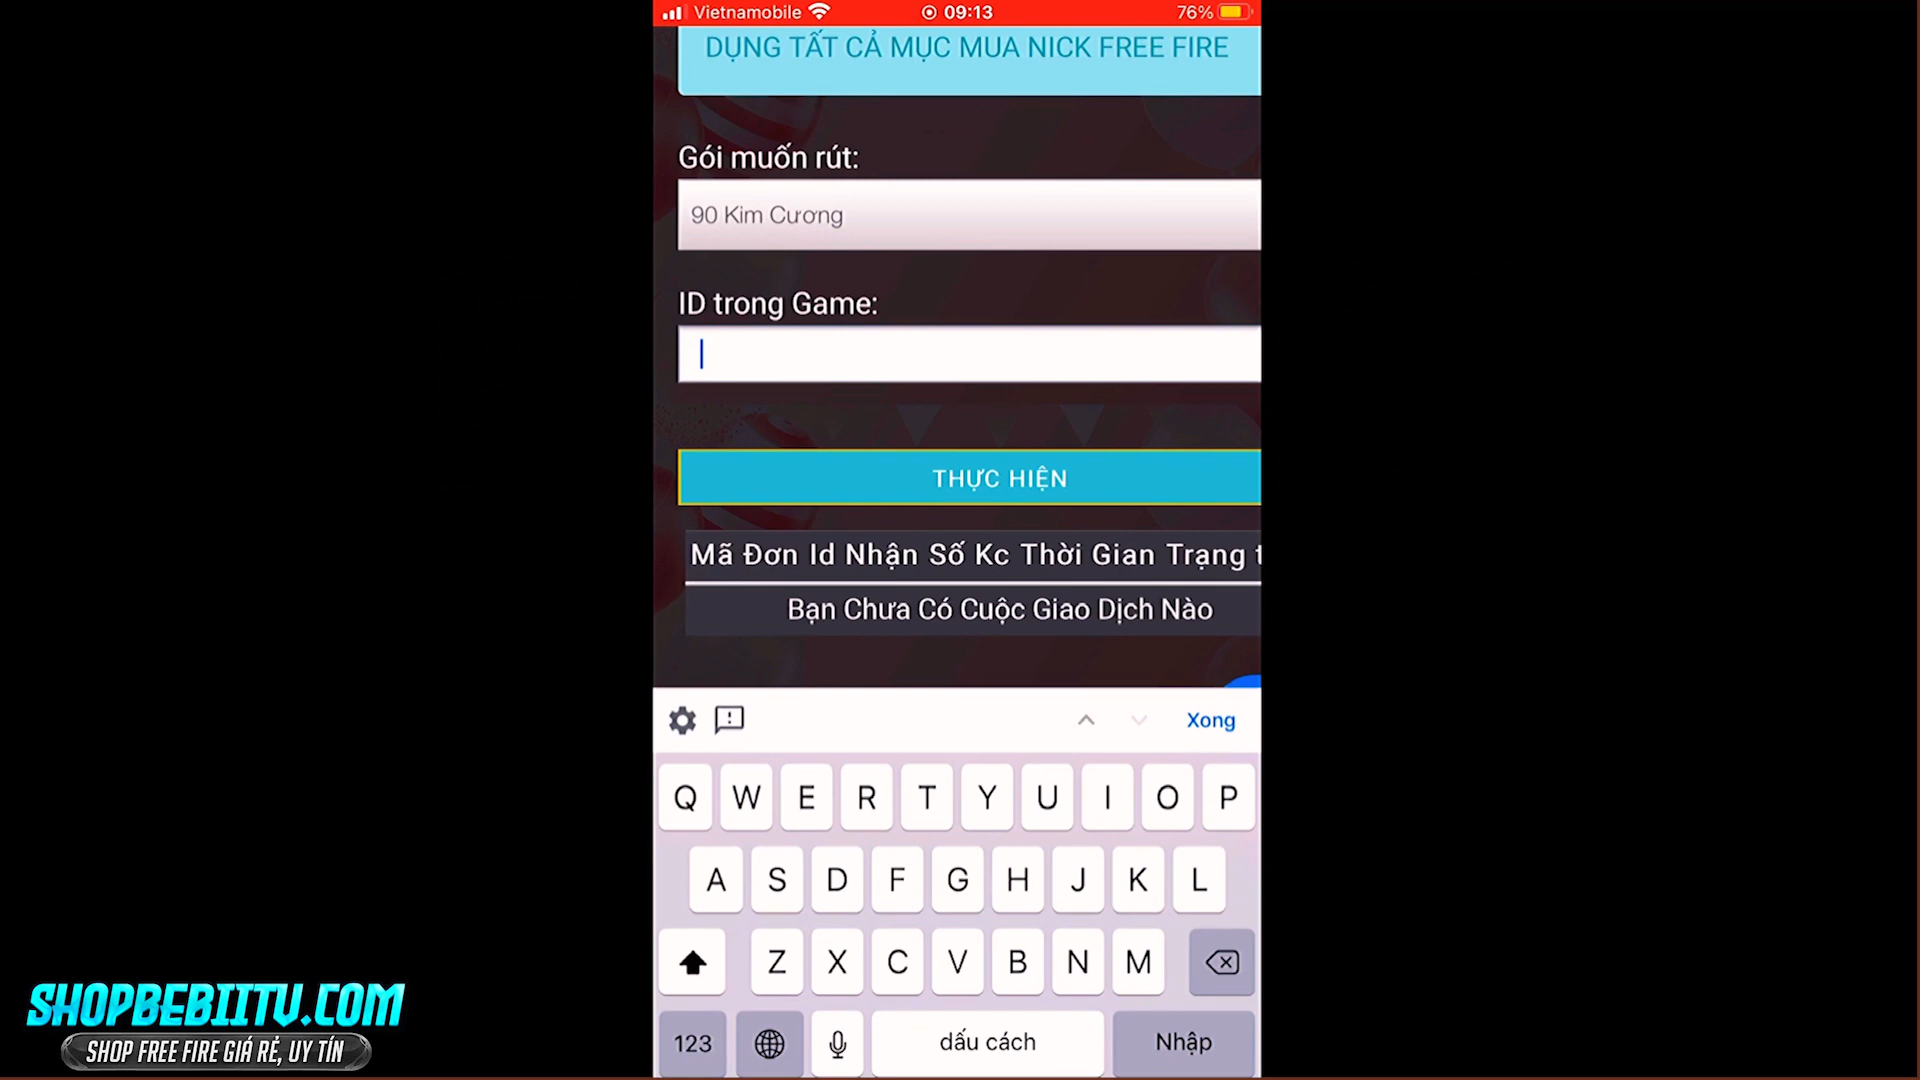 Vietnamobile 09:13 76%
DỤNG TẤT CẢ MỤC MUA NICK FREE FIRE
Gói muốn rút:
90 Kim Cương
ID trong Game:
THỰC HIỆN
Mã Đơn Id Nhận Số Kc Thời Gian Trạng t
Bạn Chưa Có Cuộc Giao Dịch Nào
Xong
Q W E R T Y U I O P
A S D F G H J K L
Z X C V B N M
123 dấu cách Nhập
SHOPBEBIITV.COM
SHOP FREE FIRE GIÁ RẺ, UY TÍN